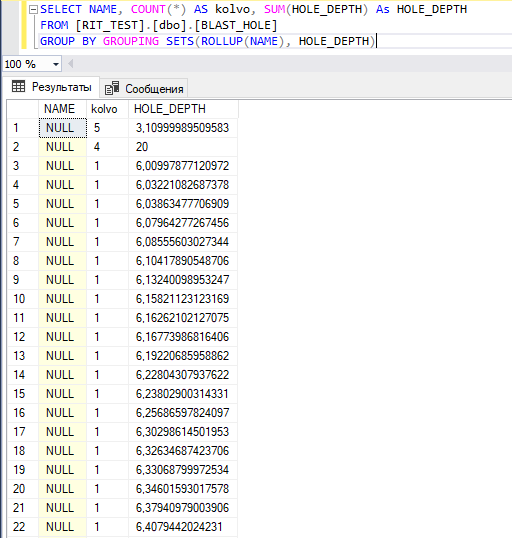 SELECT NAME, COUNT(*) AS kolvo, SUM(HOLE_DEPTH) As HOLE_DEPTH
FROM [RIT_TEST].[dbo].[BLAST_HOLE]
GROUP BY GROUPING SETS(ROLLUP(NAME), HOLE_DEPTH)
100 %
Результаты Сообщения
NAME kolvo HOLE_DEPTH
1 NULL 5 3,10999989509583
2 NULL 4 20
3 NULL 1 6,00997877120972
4 NULL 1 6,03221082687378
5 NULL 1 6,03863477706909
6 NULL 1 6,07964277267456
7 NULL 1 6,08555603027344
8 NULL 1 6,10417890548706
9 NULL 1 6,13240098953247
10 NULL 1 6,15821123123169
11 NULL 1 6,16262102127075
12 NULL 1 6,16773986816406
13 NULL 1 6,19220685958862
14 NULL 1 6,22804307937622
15 NULL 1 6,23802900314331
16 NULL 1 6,25686597824097
17 NULL 1 6,30298614501953
18 NULL 1 6,32634687423706
19 NULL 1 6,33068799972534
20 NULL 1 6,34601593017578
21 NULL 1 6,37940979003906
22 NULL 1 6,4079442024231